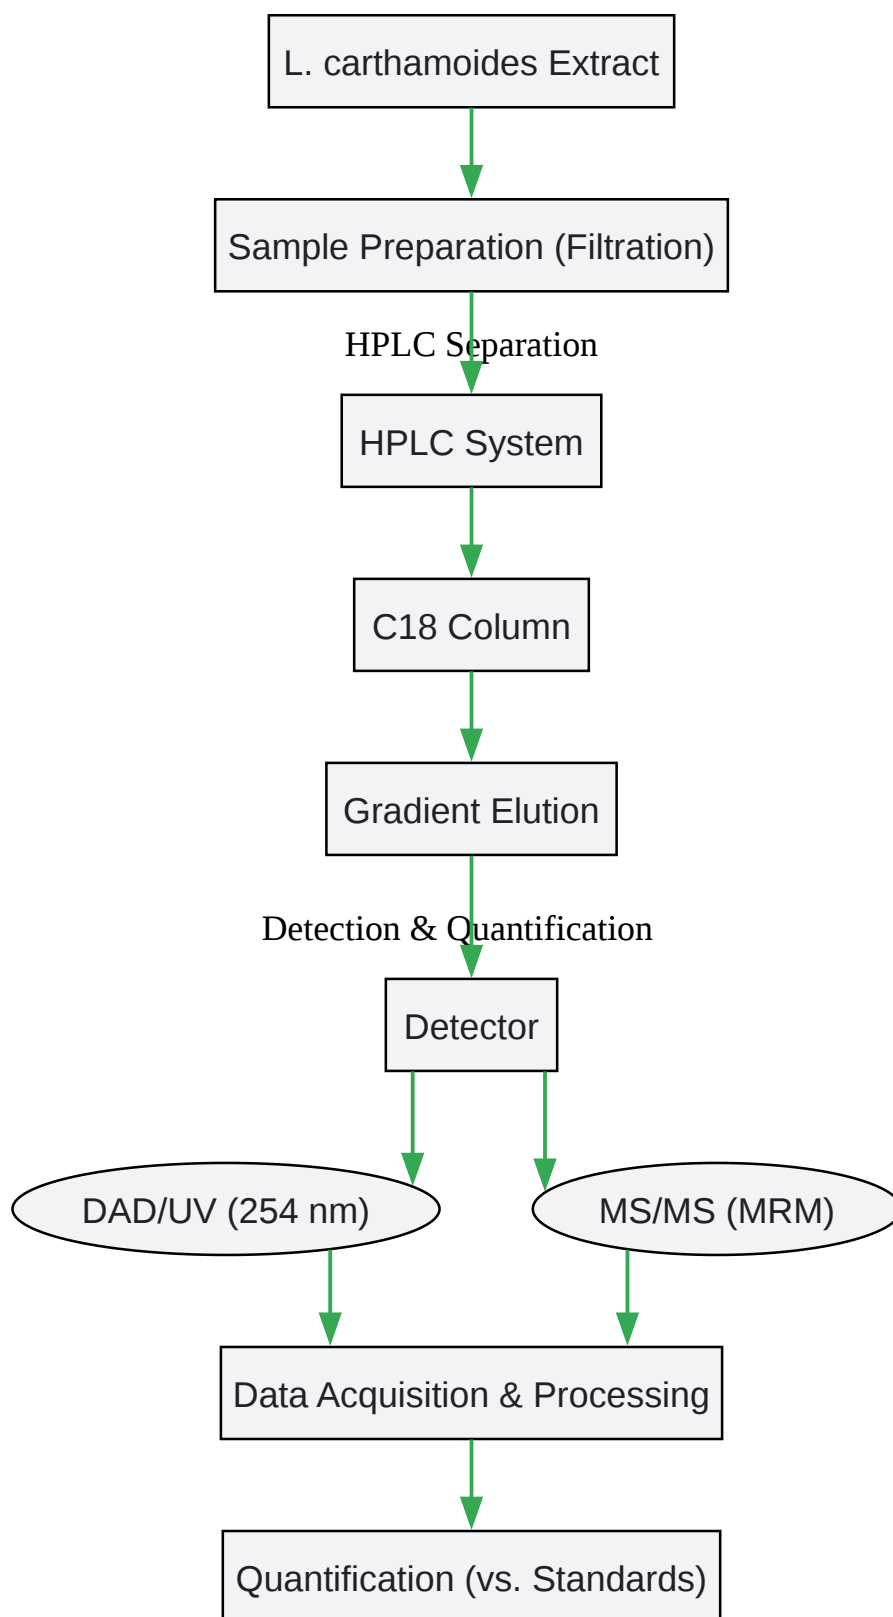 L. carthamoides Extract
Sample Preparation (Filtration)
HPLC Separation
HPLC System
C18 Column
Gradient Elution
Detection & Quantification
Detector
DAD/UV (254 nm)
MS/MS (MRM)
Data Acquisition & Processing
Quantification (vs. Standards)